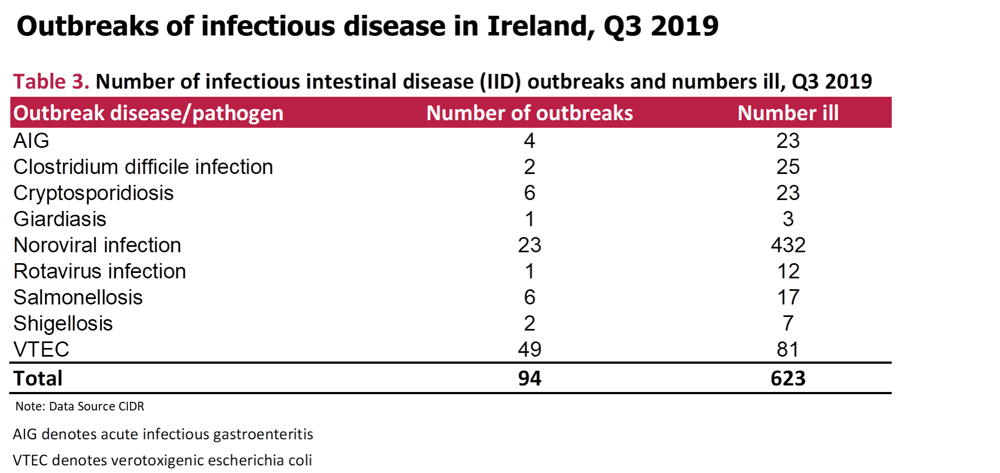 Outbreaks of infectious disease in Ireland, Q3 2019
Table 3. Number of infectious intestinal disease (IID) outbreaks and numbers ill, Q3 2019
Outbreak disease/pathogen Number of outbreaks Number ill
AIG 4 23
Clostridium difficile infection 2 25
Cryptosporidiosis 6 23
Giardiasis 1 3
Noroviral infection 23 432
Rotavirus infection 1 12
Salmonellosis 6 17
Shigellosis 2 7
VTEC 49 81
Total 94 623
Note: Data Source CIDR
AIG denotes acute infectious gastroenteritis
VTEC denotes verotoxigenic escherichia coli